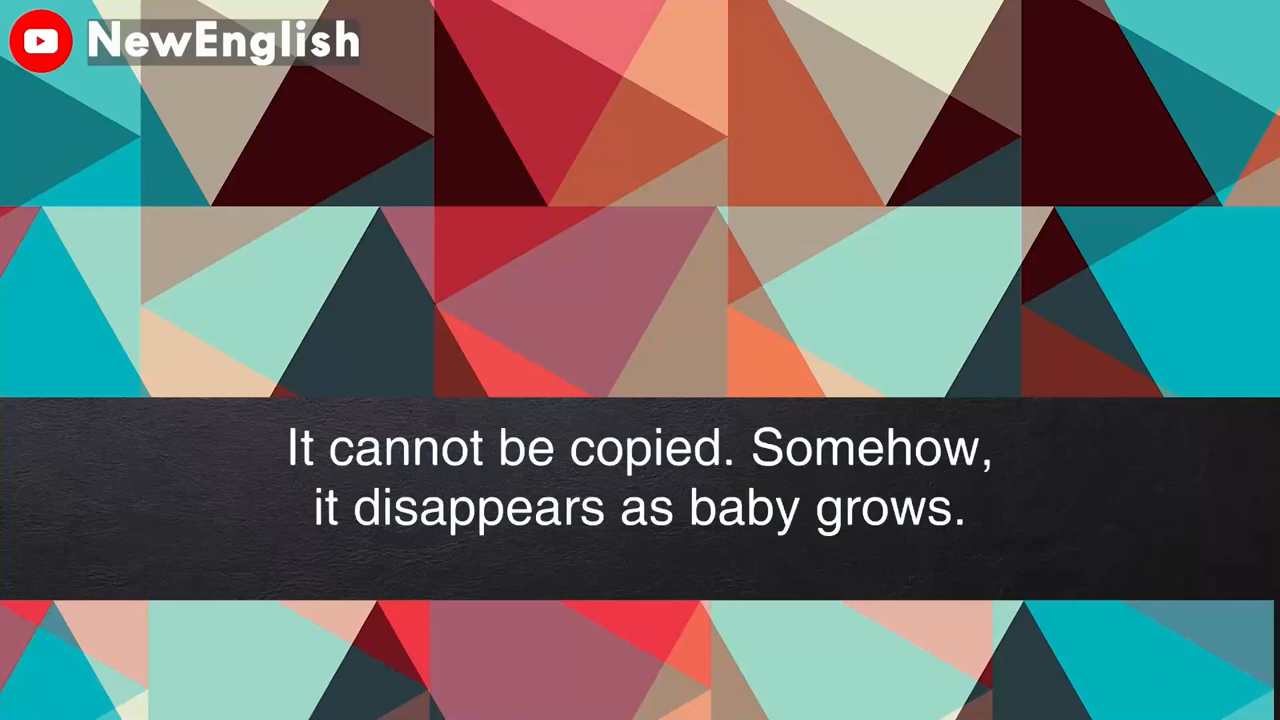 NewEnglish
It cannot be copied. Somehow,
it disappears as baby grows.